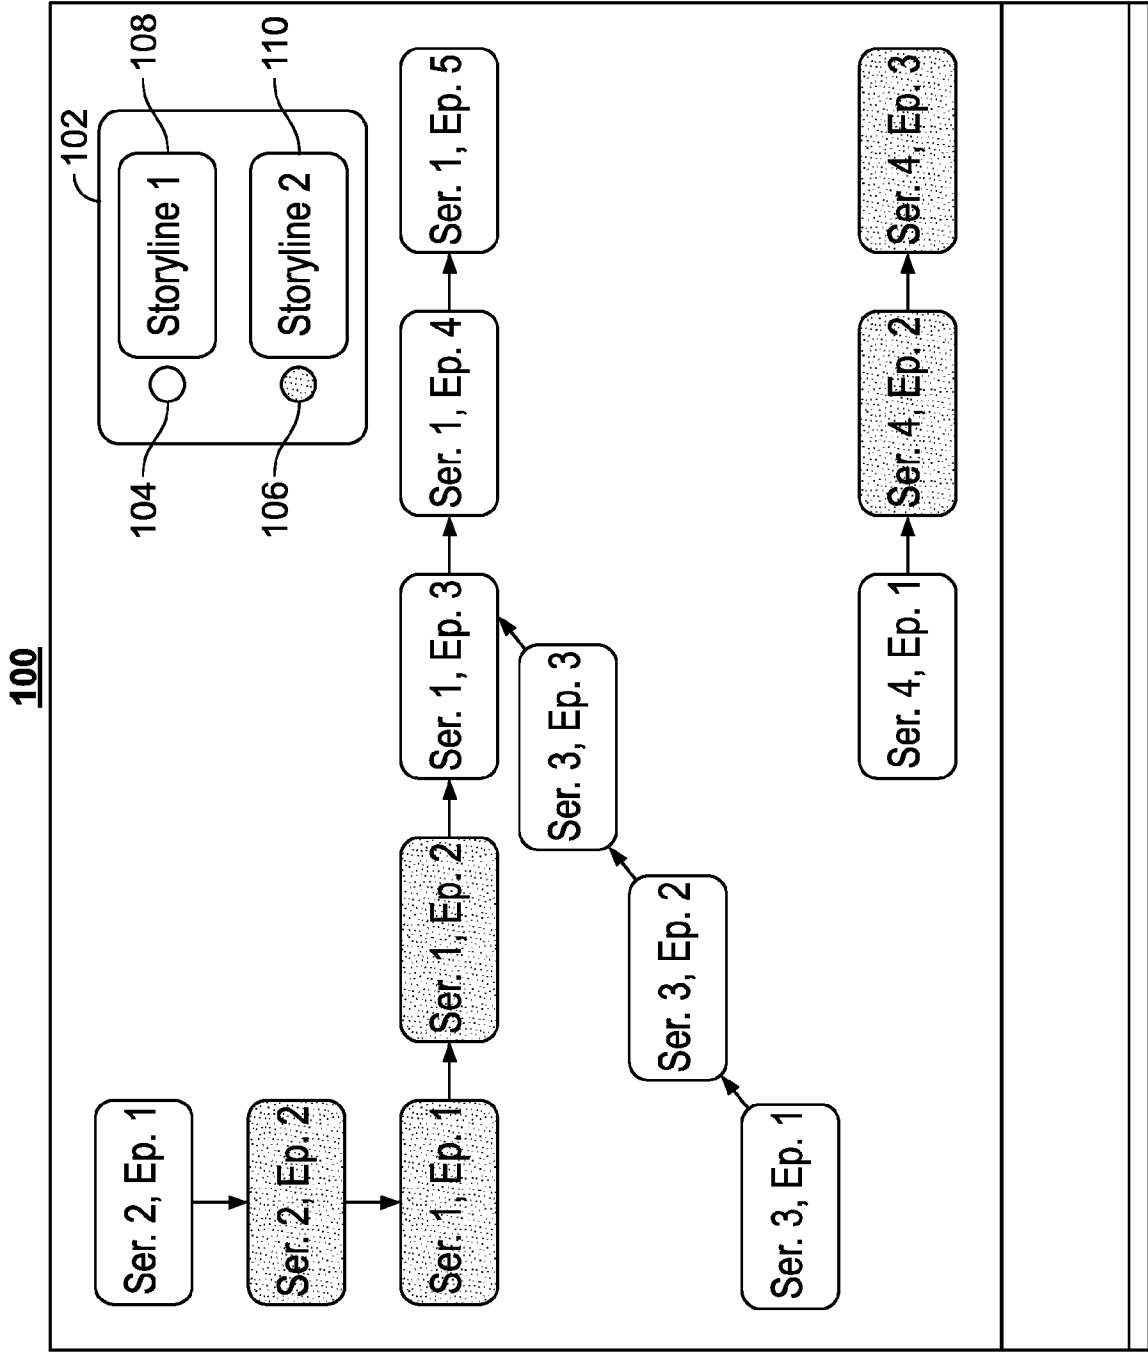 100
102
104
Storyline 1
108
106
Storyline 2
110
Ser. 2, Ep. 1
Ser. 2, Ep. 2
Ser. 1, Ep. 1
Ser. 1, Ep. 2
Ser. 1, Ep. 3
Ser. 1, Ep. 4
Ser. 1, Ep. 5
Ser. 3, Ep. 3
Ser. 3, Ep. 2
Ser. 3, Ep. 1
Ser. 4, Ep. 1
Ser. 4, Ep. 2
Ser. 4, Ep. 3